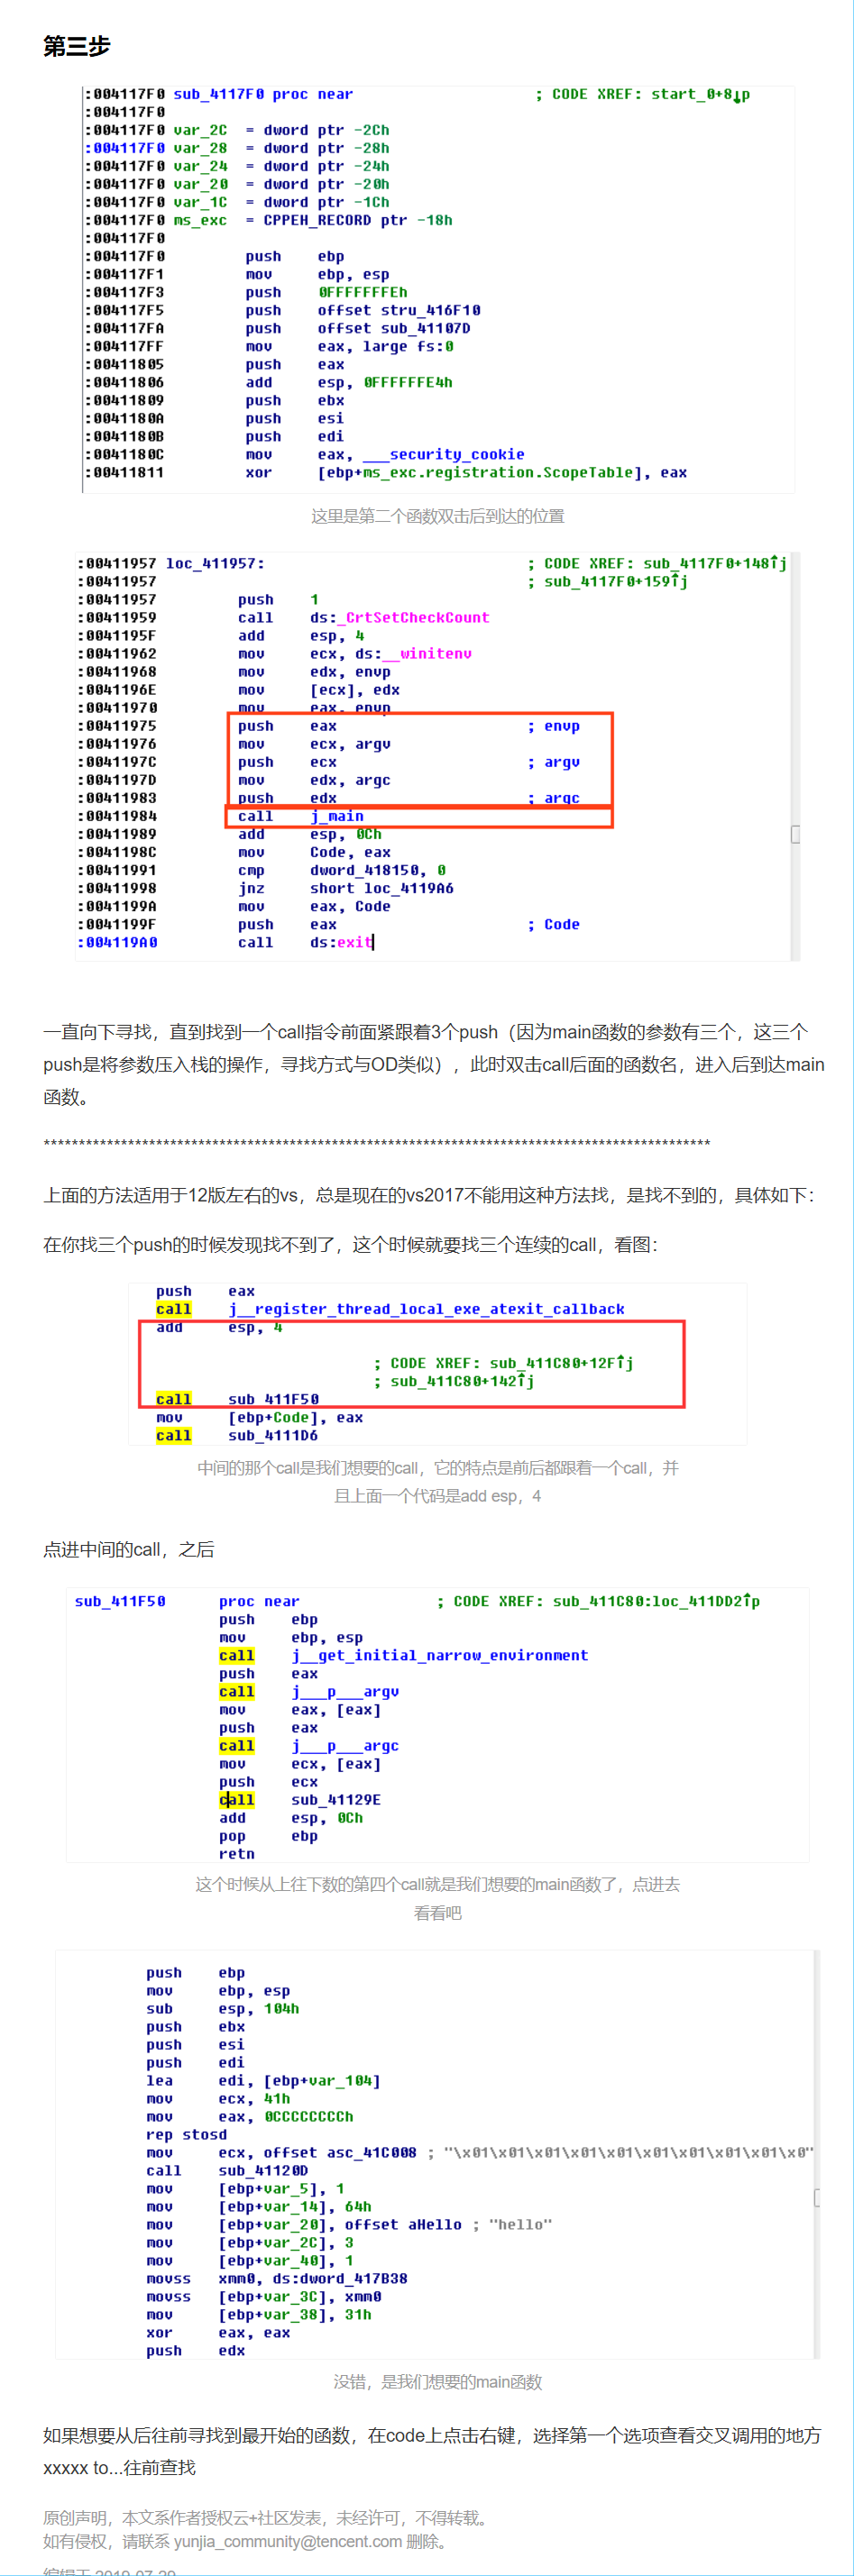 第三步
:004117F0 sub_4117F0 proc near ; CODE XREF: start_0+8↓p
:004117F0
:004117F0 var_2C = dword ptr -2Ch
:004117F0 var_28 = dword ptr -28h
:004117F0 var_24 = dword ptr -24h
:004117F0 var_20 = dword ptr -20h
:004117F0 var_1C = dword ptr -1Ch
:004117F0 ms_exc = CPPEH_RECORD ptr -18h
:004117F0
:004117F0 push ebp
:004117F1 mov ebp, esp
:004117F3 push 0FFFFFFFEh
:004117F5 push offset stru_416F10
:004117FA push offset sub_41107D
:004117FF mov eax, large fs:0
:00411805 push eax
:00411806 add esp, 0FFFFFFE4h
:00411809 push ebx
:0041180A push esi
:0041180B push edi
:0041180C mov eax, ___security_cookie
:00411811 xor [ebp+ms_exc.registration.ScopeTable], eax
这里是第二个函数双击后到达的位置
:00411957 loc_411957: ; CODE XREF: sub_4117F0+148↑j
:00411957 ; sub_4117F0+159↑j
:00411957 push 1
:00411959 call ds:_CrtSetCheckCount
:0041195F add esp, 4
:00411962 mov ecx, ds:__winitenv
:00411968 mov edx, envp
:0041196E mov [ecx], edx
:00411970 mov eax, envp
:00411975 push eax ; envp
:00411976 mov ecx, argv
:0041197C push ecx ; argv
:0041197D mov edx, argc
:00411983 push edx ; argc
:00411984 call j_main
:00411989 add esp, 0Ch
:0041198C mov Code, eax
:00411991 cmp dword_418150, 0
:00411998 jnz short loc_4119A6
:0041199A mov eax, Code
:0041199F push eax ; Code
:004119A0 call ds:exit
一直向下寻找，直到找到一个call指令前面紧跟着3个push（因为main函数的参数有三个，这三个
push是将参数压入栈的操作，寻找方式与OD类似），此时双击call后面的函数名，进入后到达main
函数。
***********************************************************************************************
上面的方法适用于12版左右的vs，总是现在的vs2017不能用这种方法找，是找不到的，具体如下：
在你找三个push的时候发现找不到了，这个时候就要找三个连续的call，看图：
push eax
call j__register_thread_local_exe_atexit_callback
add esp, 4
; CODE XREF: sub_411C80+12F↑j
; sub_411C80+142↑j
call sub_411F50
mov [ebp+Code], eax
call sub_4111D6
中间的那个call是我们想要的call，它的特点是前后都跟着一个call，并
且上面一个代码是add esp，4
点进中间的call，之后
sub_411F50 proc near ; CODE XREF: sub_411C80:loc_411DD2↑p
push ebp
mov ebp, esp
call j__get_initial_narrow_environment
push eax
call j___p___argv
mov eax, [eax]
push eax
call j___p___argc
mov ecx, [eax]
push ecx
call sub_41129E
add esp, 0Ch
pop ebp
retn
这个时候从上往下数的第四个call就是我们想要的main函数了，点进去
看看吧
push ebp
mov ebp, esp
sub esp, 104h
push ebx
push esi
push edi
lea edi, [ebp+var_104]
mov ecx, 41h
mov eax, 0CCCCCCCCh
rep stosd
mov ecx, offset asc_41C008 ; "\x01\x01\x01\x01\x01\x01\x01\x01\x01\x0"
call sub_41120D
mov [ebp+var_5], 1
mov [ebp+var_14], 64h
mov [ebp+var_20], offset aHello ; "hello"
mov [ebp+var_2C], 3
mov [ebp+var_40], 1
movss xmm0, ds:dword_417B38
movss [ebp+var_3C], xmm0
mov [ebp+var_38], 31h
xor eax, eax
push edx
没错，是我们想要的main函数
如果想要从后往前寻找到最开始的函数，在code上点击右键，选择第一个选项查看交叉调用的地方
xxxxx to...往前查找
原创声明，本文系作者授权云+社区发表，未经许可，不得转载。
如有侵权，请联系 yunjia_community@tencent.com 删除。
编辑于 2019-07-29